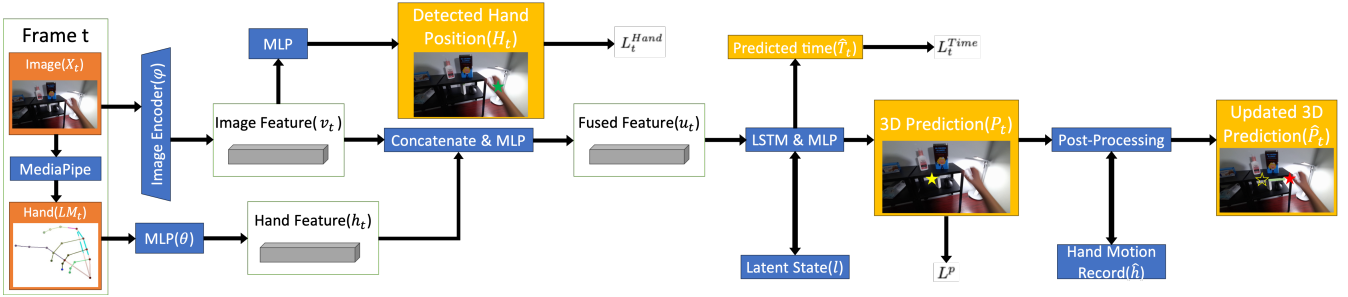 Frame t
Image(X_t)
MediaPipe
Hand(LM_t)
Image Encoder(φ)
MLP(θ)
MLP
Image Feature( v_t)
Hand Feature(h_t)
Detected Hand
Position(H_t)
L_t^{Hand}
Concatenate & MLP
Fused Feature(u_t)
Predicted time(T̂_t)
L_t^{Time}
LSTM & MLP
Latent State(l)
3D Prediction(P_t)
L^p
Post-Processing
Hand Motion
Record(ĥ)
Updated 3D
Prediction(P̂_t)